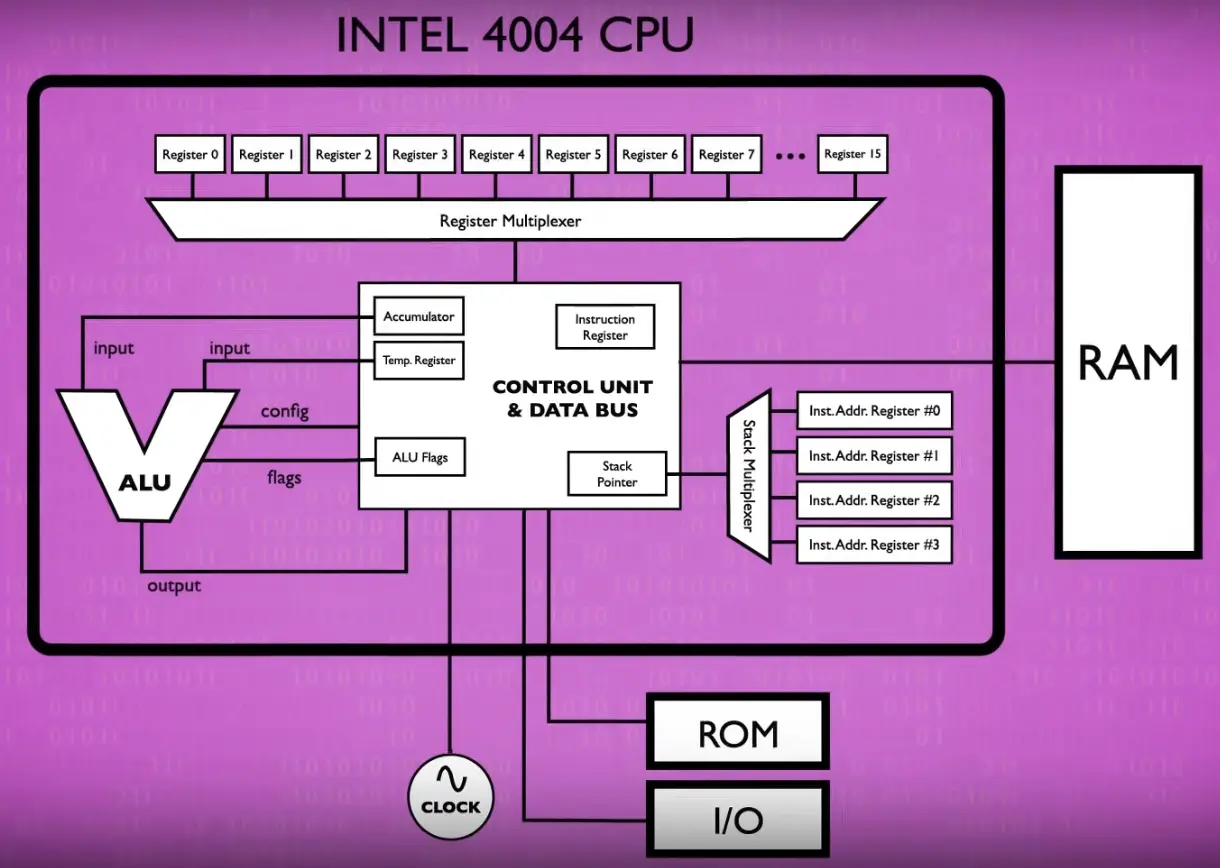 INTEL 4004 CPU
Register 0
Register 1
Register 2
Register 3
Register 4
Register 5
Register 6
Register 7
...
Register 15
Register Multiplexer
Accumulator
Instruction
Register
input
input
Temp. Register
RAM
CONTROL UNIT
& DATA BUS
config
Stack Multiplexer
Inst. Addr. Register #0
Inst. Addr. Register #1
Inst. Addr. Register #2
Inst. Addr. Register #3
ALU Flags
Stack
Pointer
flags
ALU
output
ROM
CLOCK
I/O